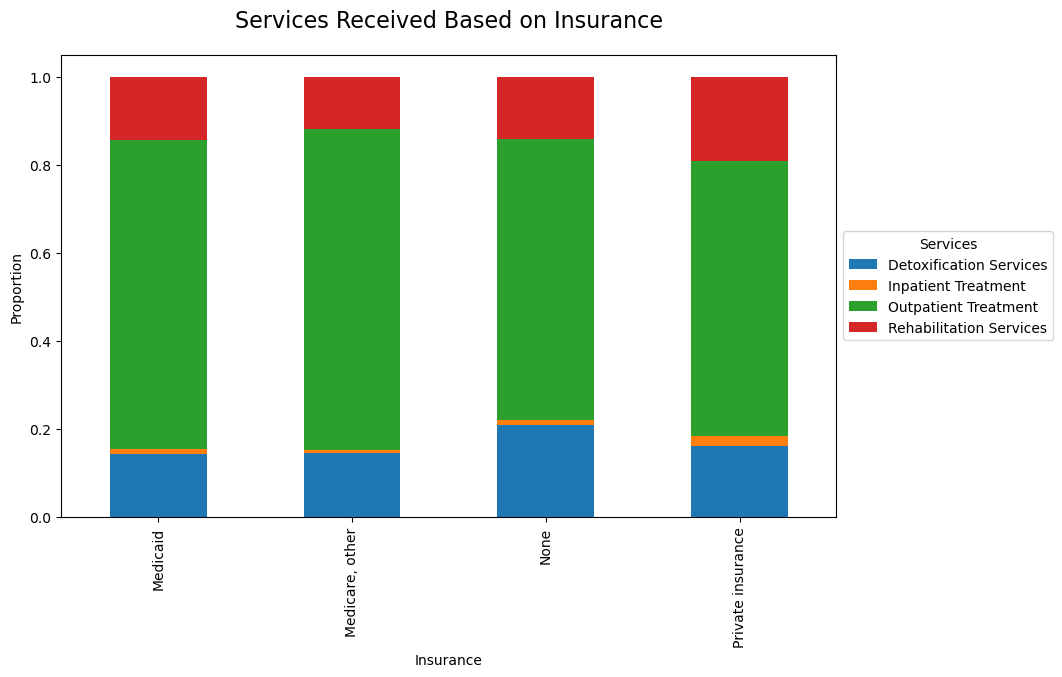 Services Received Based on Insurance
Proportion
1.0
0.8
0.6
0.4
0.2
0.0
Medicaid
Medicare, other
None
Private insurance
Insurance
Services
Detoxification Services
Inpatient Treatment
Outpatient Treatment
Rehabilitation Services